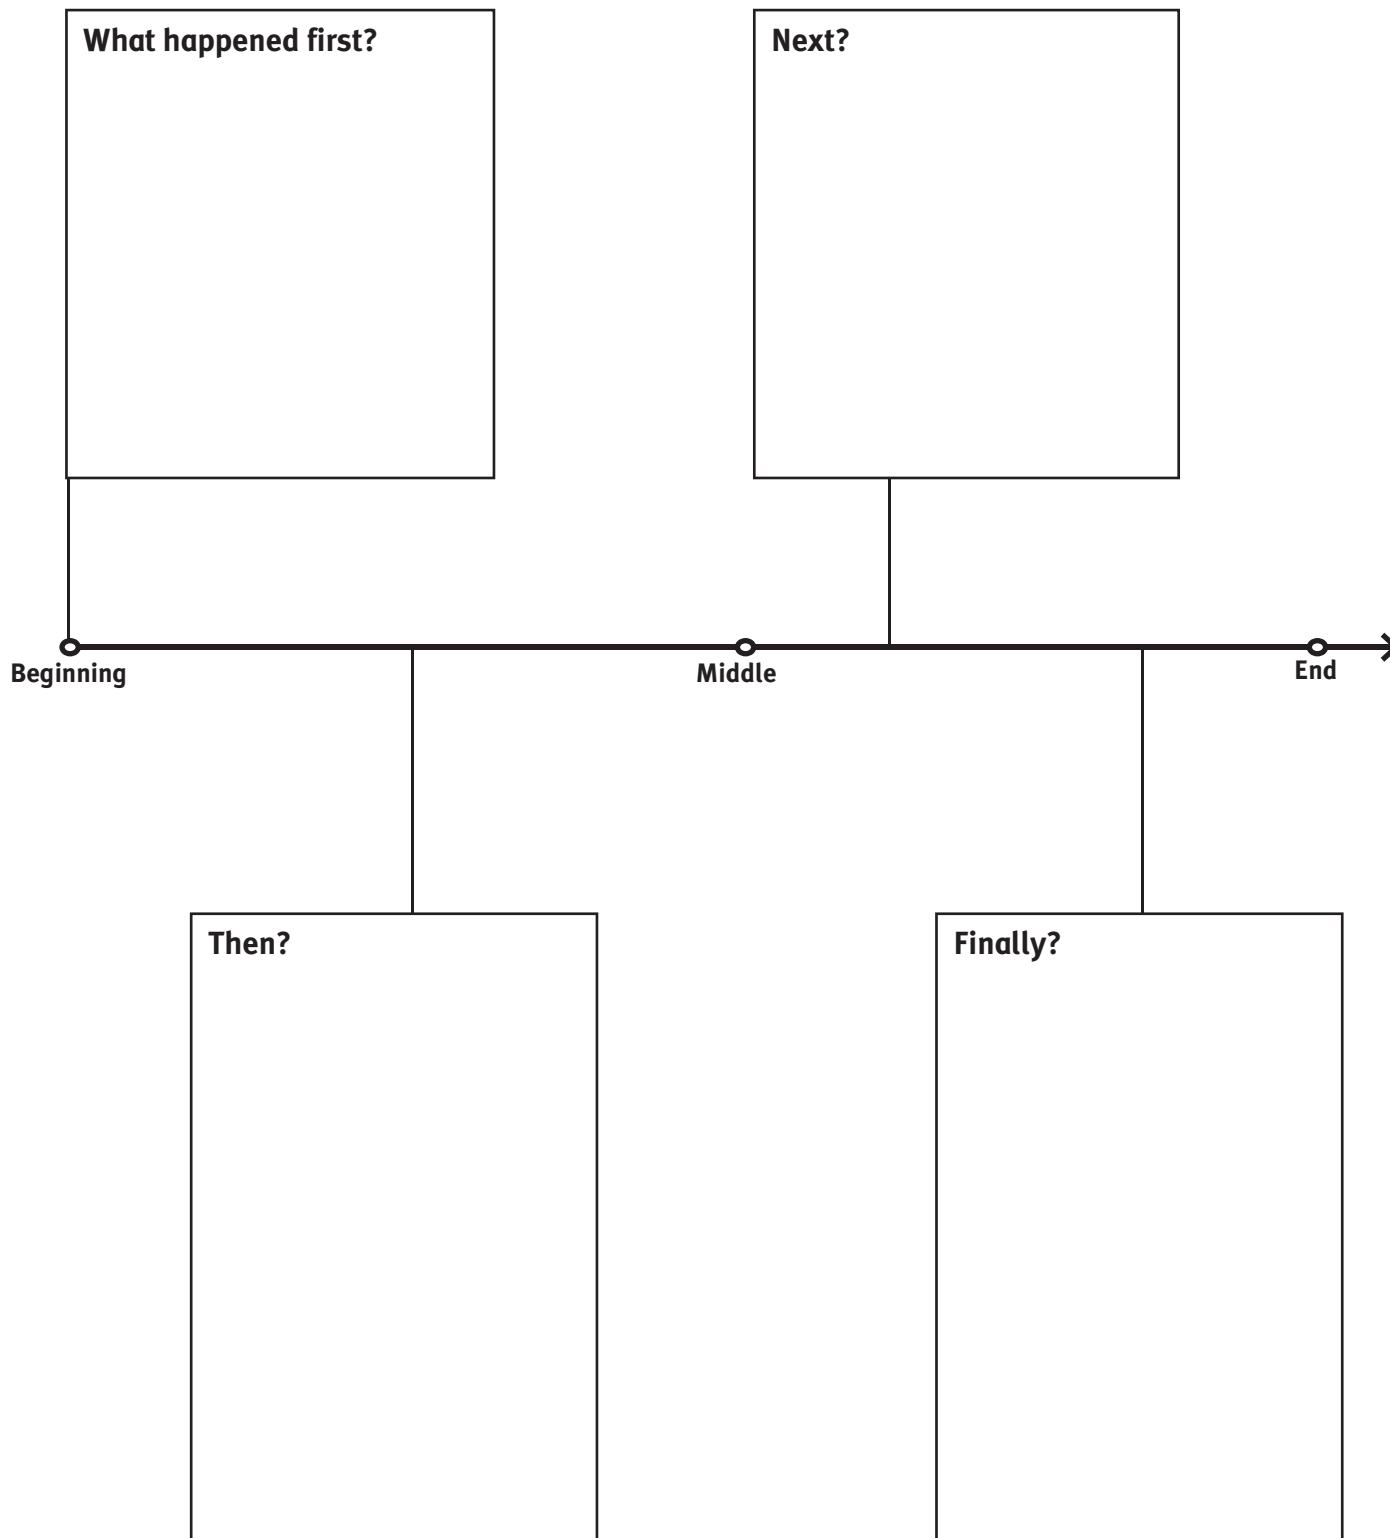 What happened first?
Next?
Beginning
Middle
End
Then?
Finally?